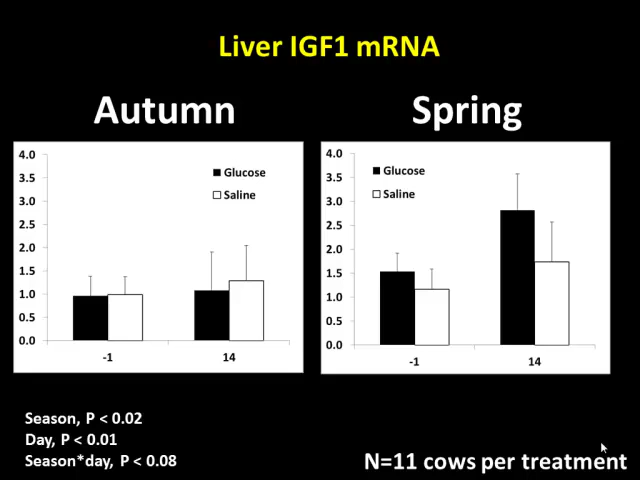 Liver IGF1 mRNA
Autumn
Spring
4.0
3.5
3.0
2.5
2.0
1.5
1.0
0.5
0.0
Glucose
Saline
-1 14
4.0
3.5
3.0
2.5
2.0
1.5
1.0
0.5
0.0
Glucose
Saline
-1 14
Season, P < 0.02
Day, P < 0.01
Season*day, P < 0.08
N=11 cows per treatment